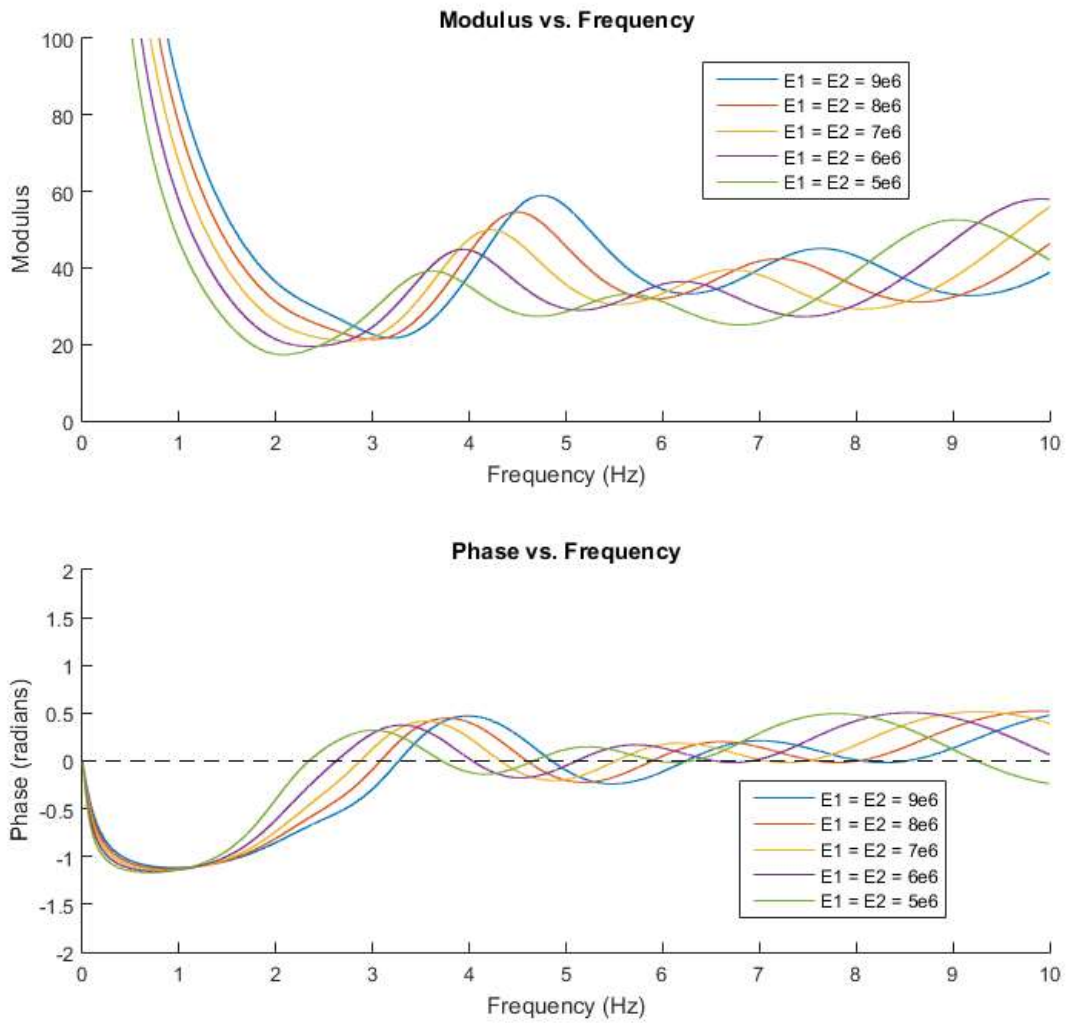 Modulus vs. Frequency
100
80
60
40
20
0
Modulus
E1 = E2 = 9e6
E1 = E2 = 8e6
E1 = E2 = 7e6
E1 = E2 = 6e6
E1 = E2 = 5e6
0 1 2 3 4 5 6 7 8 9 10
Frequency (Hz)
Phase vs. Frequency
2
1.5
1
0.5
0
-0.5
-1
-1.5
-2
Phase (radians)
E1 = E2 = 9e6
E1 = E2 = 8e6
E1 = E2 = 7e6
E1 = E2 = 6e6
E1 = E2 = 5e6
0 1 2 3 4 5 6 7 8 9 10
Frequency (Hz)